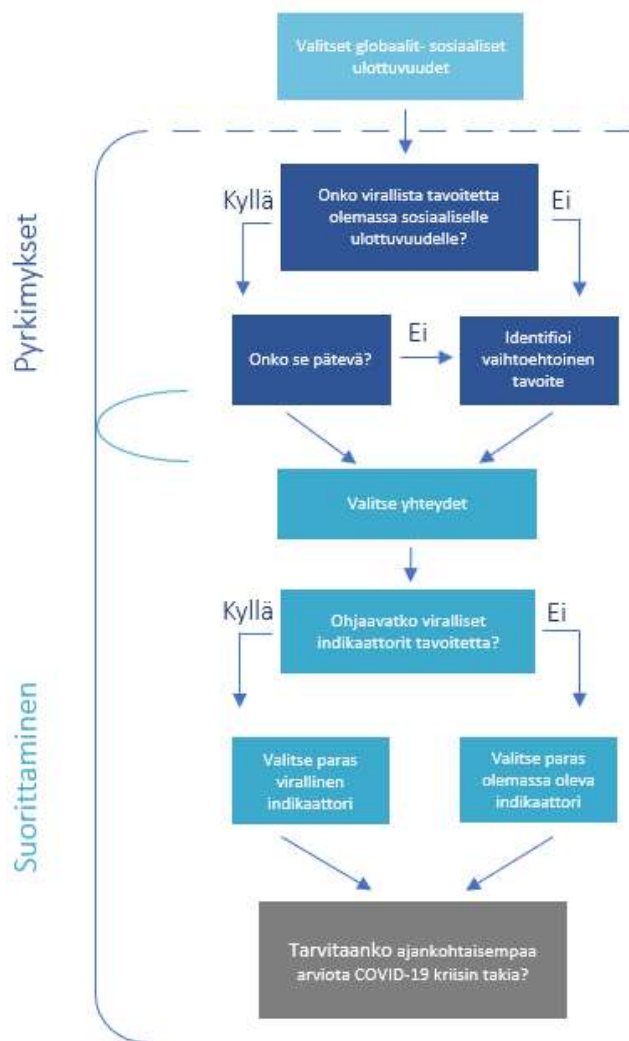 Valitset globaalit- sosiaaliset
ulottuvuudet
Pyrkimykset
Kyllä
Onko virallista tavoitetta
olemassa sosiaaliselle
ulottuvuudelle?
Ei
Onko se pätevä?
Ei
Identifioi
vaihtoehtoinen
tavoite
Valitse yhteydet
Suorittaminen
Kyllä
Ohjaavatko viralliset
indikaattorit tavoitetta?
Ei
Valitse paras
virallinen
indikaattori
Valitse paras
olemassa oleva
indikaattori
Tarvitaanko ajankohtaisempaa
arviota COVID-19 kriisin takia?